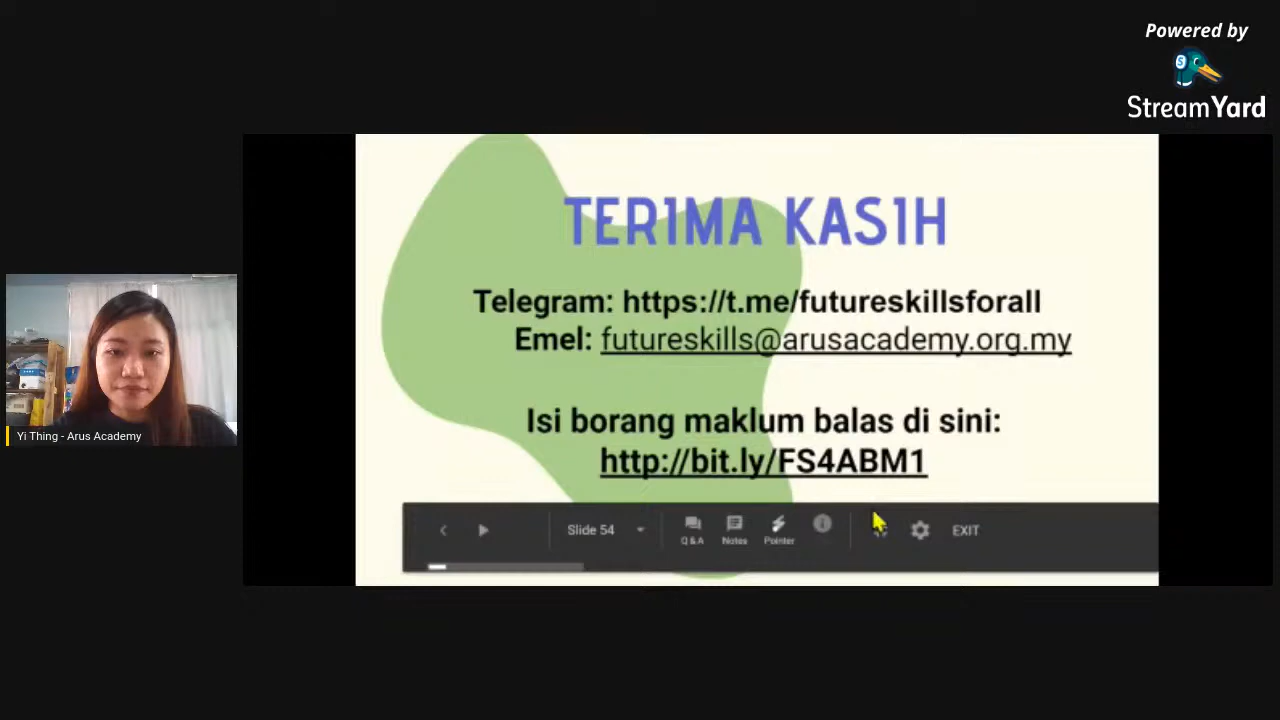 Powered by
StreamYard
TERIMA KASIH
Telegram: https://t.me/futureskillsforall
Emel: futureskills@arusacademy.org.my
Isi borang maklum balas di sini:
http://bit.ly/FS4ABM1
Yi Thing - Arus Academy
Slide 54
Q & A
Notes
Pointer
EXIT